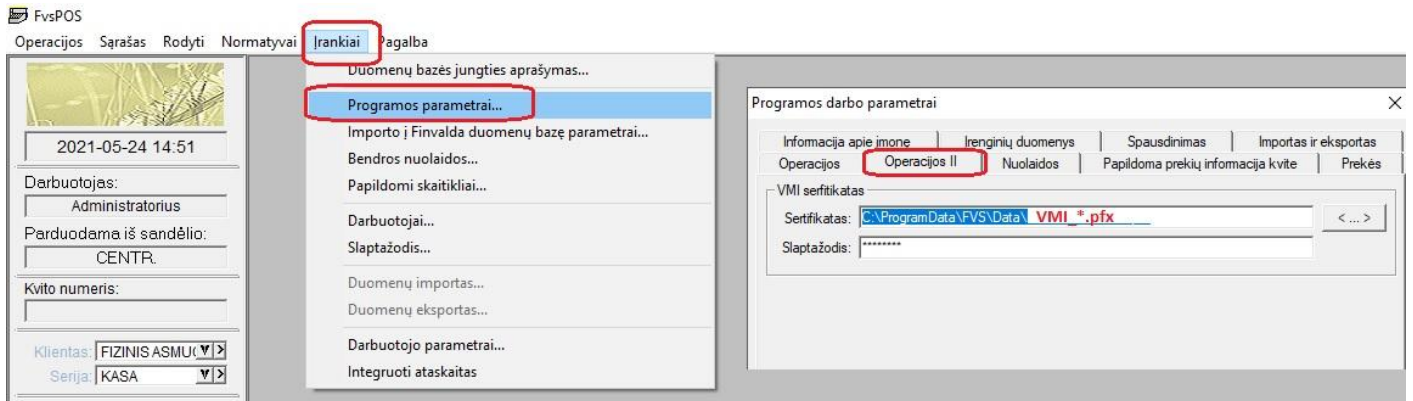 FvsPOS
Operacijos Sąrašas Rodyti Normatyvai Įrankiai Pagalba
2021-05-24 14:51
Darbuotojas:
Administratorius
Parduodama iš sandėlio:
CENTR.
Kvito numeris:
Klientas: FIZINIS ASMU(
Serija: KASA
Duomenų bazės jungties aprašymas...
Programos parametrai...
Importo į Finvalda duomenų bazę parametrai...
Bendros nuolaidos...
Papildomi skaitikliai...
Darbuotojai...
Slaptažodis...
Duomenų importas...
Duomenų eksportas...
Darbuotojo parametrai...
Integruoti ataskaitas
Programos darbo parametrai
Informacija apie įmonę Įrenginių duomenys Spausdinimas Importas ir eksportas
Operacijos Operacijos II Nuolaidos Papildoma prekių informacija kvite Prekės
VMI serfitikatas
Sertifikatas: C:\ProgramData\FVS\Data\ VMI_*.pfx < ... >
Slaptažodis: ********